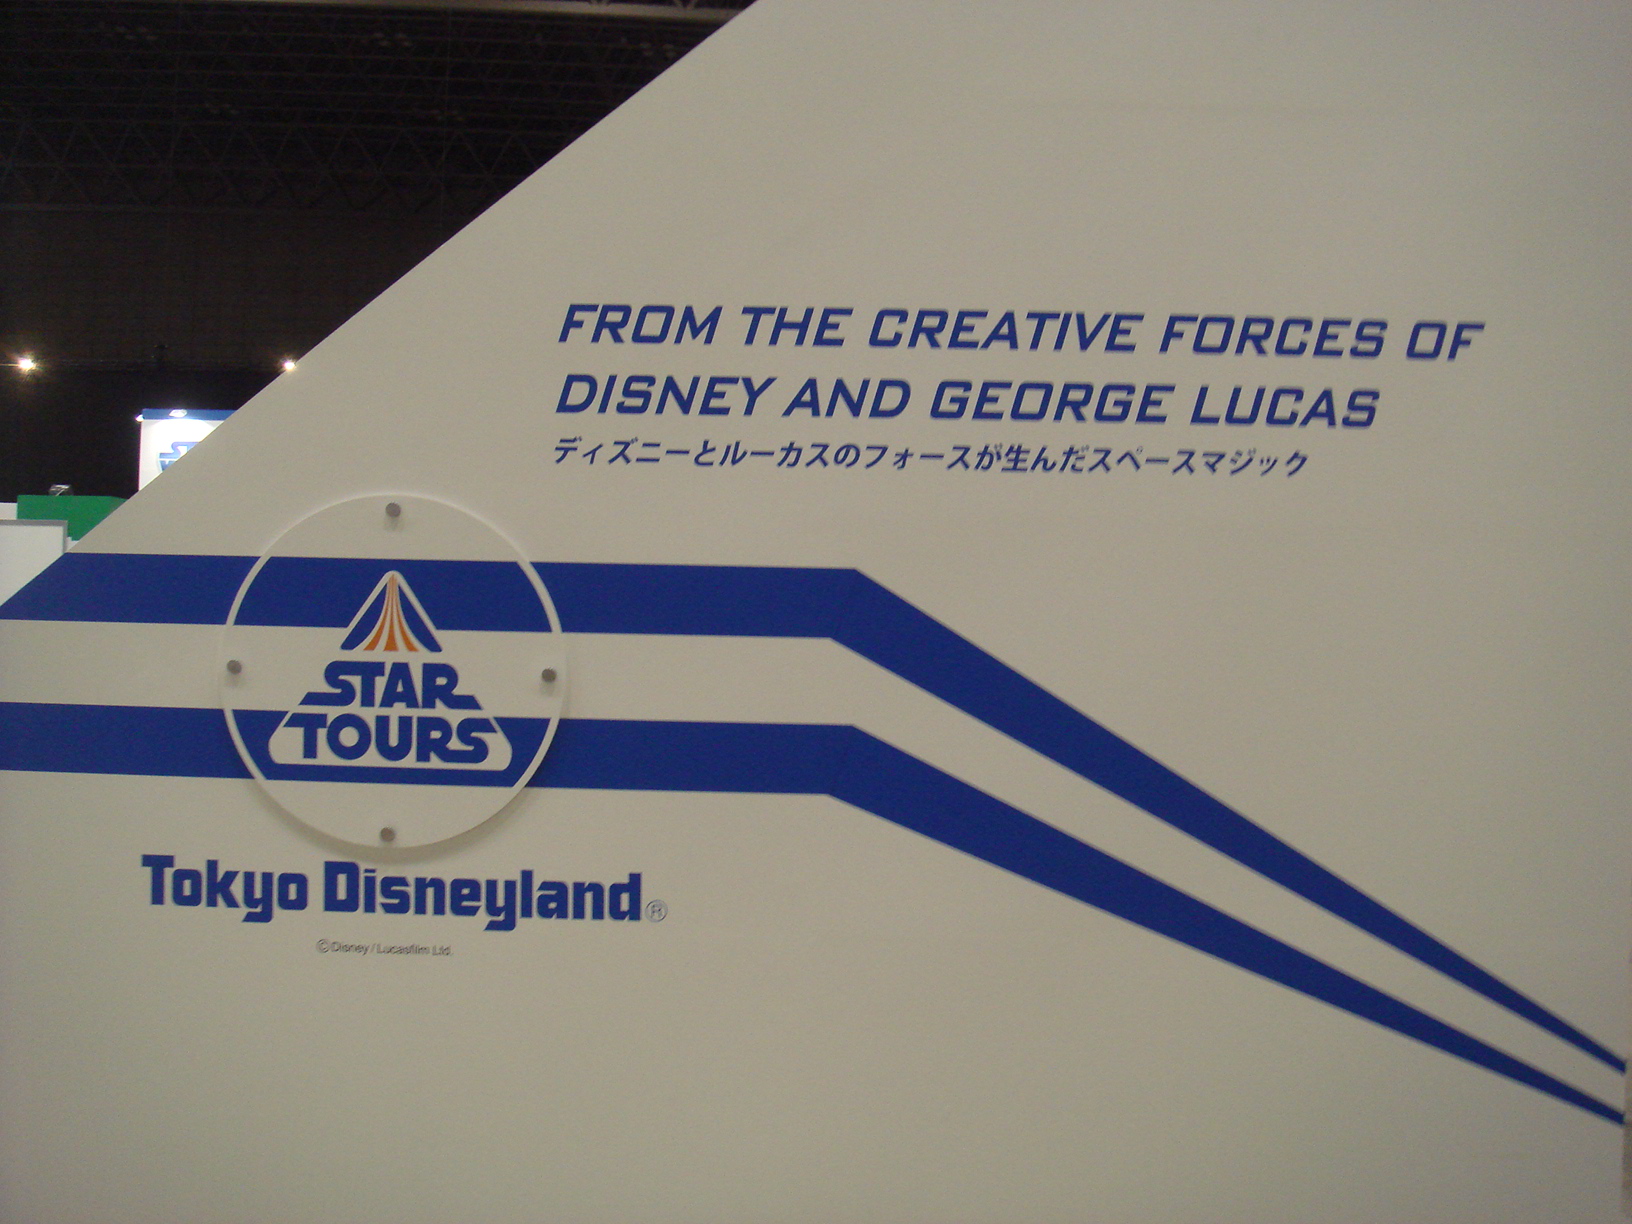 FROM THE CREATIVE FORCES OF
DISNEY AND GEORGE LUCAS
ディズニーとルーカスのフォースが生んだスペースマジック
STAR
TOURS
Tokyo Disneyland®
©Disney / Lucasfilm Ltd.